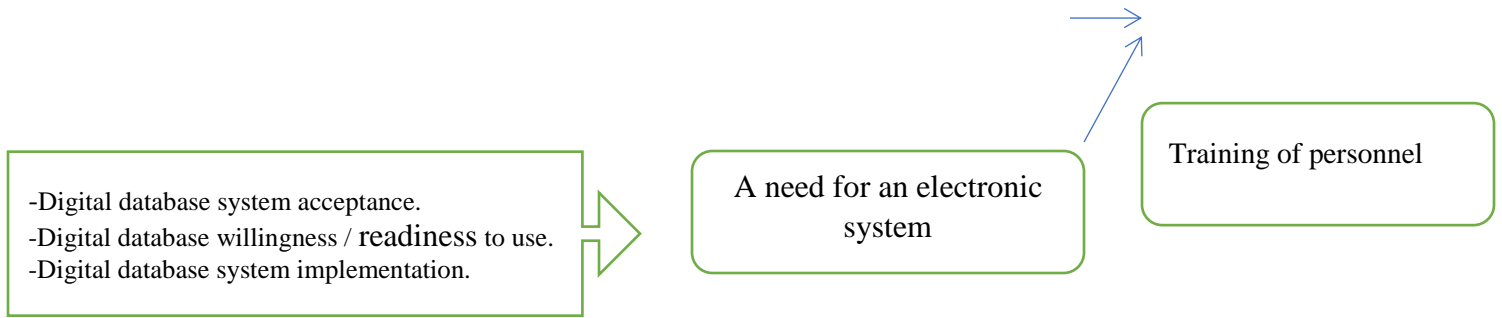 -Digital database system acceptance.
-Digital database willingness / readiness to use.
-Digital database system implementation.
A need for an electronic
system
Training of personnel